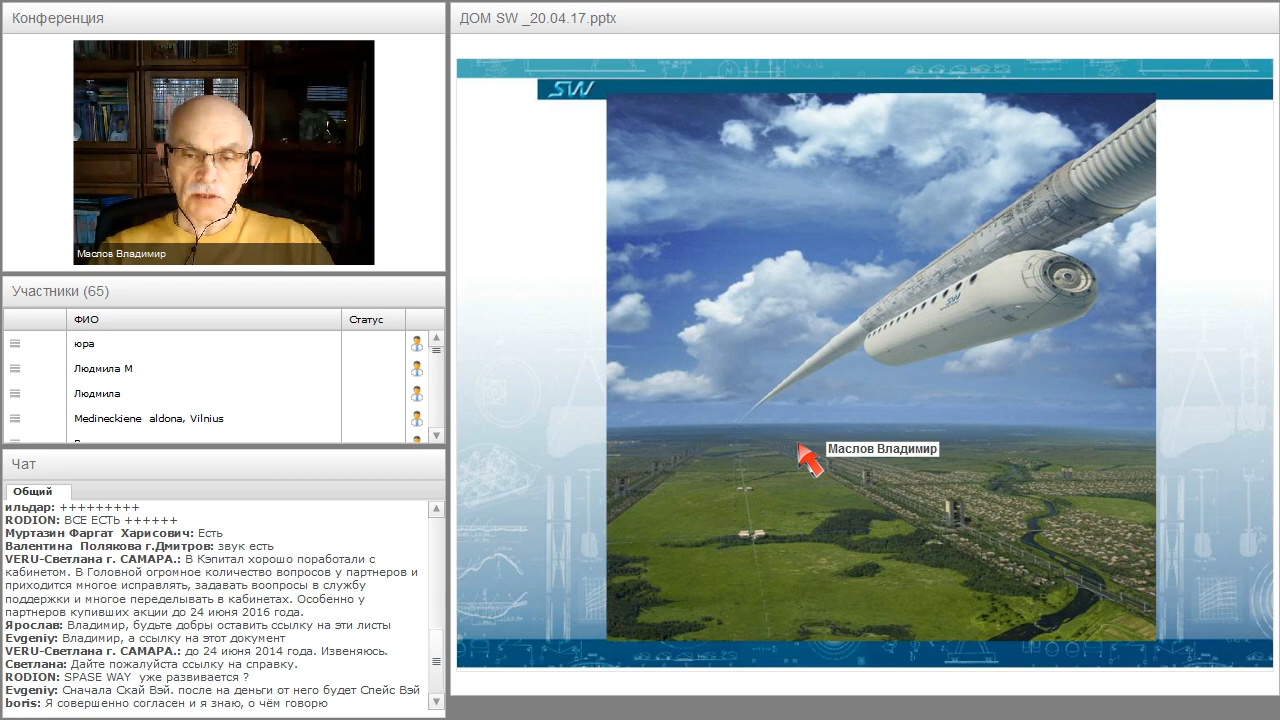 Конференция
Маслов Владимир
Участники (65)
ФИО
Статус
юра
Людмила М
Людмила
Medineckiene aldona, Vilnius
Чат
Общий
ильдар: +++++++++
RODION: ВСЕ ЕСТЬ ++++++
Муртазин Фаргат Харисович: Есть
Валентина Полякова г.Дмитров: звук есть
VERU-Светлана г. САМАРА.: В Кэпитал хорошо поработали с
кабинетом. В Головной огромное количество вопросов у партнеров и
приходится многое исправлять, задавать воопросы в службу
поддержки и многое переделывать в кабинетах. Особенно у
партнеров купивших акции до 24 июня 2016 года.
Ярослав: Владимир, будьте добры оставить ссылку на эти листы
Evgeniy: Владимир, а ссылку на этот документ
VERU-Светлана г. САМАРА.: до 24 июня 2014 года. Извеняюсь.
Светлана: Дайте пожалуйста ссылку на справку.
RODION: SPASE WAY уже развивается ?
Evgeniy: Сначала Скай Вэй. после на деньги от него будет Спейс Вэй
boris: Я совершенно согласен и я знаю, о чём говорю
ДОМ SW _20.04.17.pptx
SW
SW
Маслов Владимир